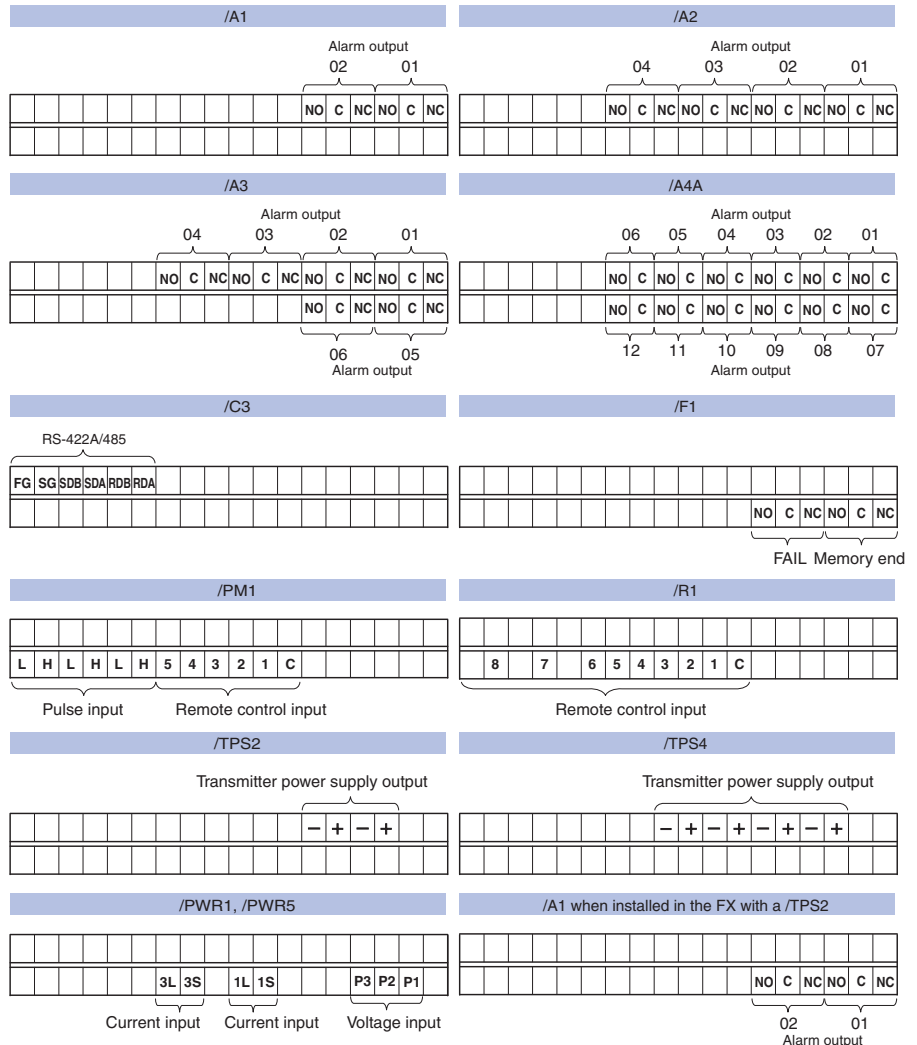 /A1
Alarm output
02 01
NO C NC NO C NC
/A2
Alarm output
04 03 02 01
NO C NC NO C NC NO C NC NO C NC
/A3
Alarm output
04 03 02 01
NO C NC NO C NC NO C NC NO C NC
NO C NC NO C NC
06 05
Alarm output
/A4A
Alarm output
06 05 04 03 02 01
NO C NO C NO C NO C NO C NO C
NO C NO C NO C NO C NO C NO C
12 11 10 09 08 07
Alarm output
/C3
RS-422A/485
FG SG SDB SDA RDB RDA
/F1
NO C NC NO C NC
FAIL Memory end
/PM1
L H L H L H 5 4 3 2 1 C
Pulse input Remote control input
/R1
8 7 6 5 4 3 2 1 C
Remote control input
/TPS2
Transmitter power supply output
− + − +
/TPS4
Transmitter power supply output
− + − + − + − +
/PWR1, /PWR5
3L 3S 1L 1S P3 P2 P1
Current input Current input Voltage input
/A1 when installed in the FX with a /TPS2
NO C NC NO C NC
02 01
Alarm output